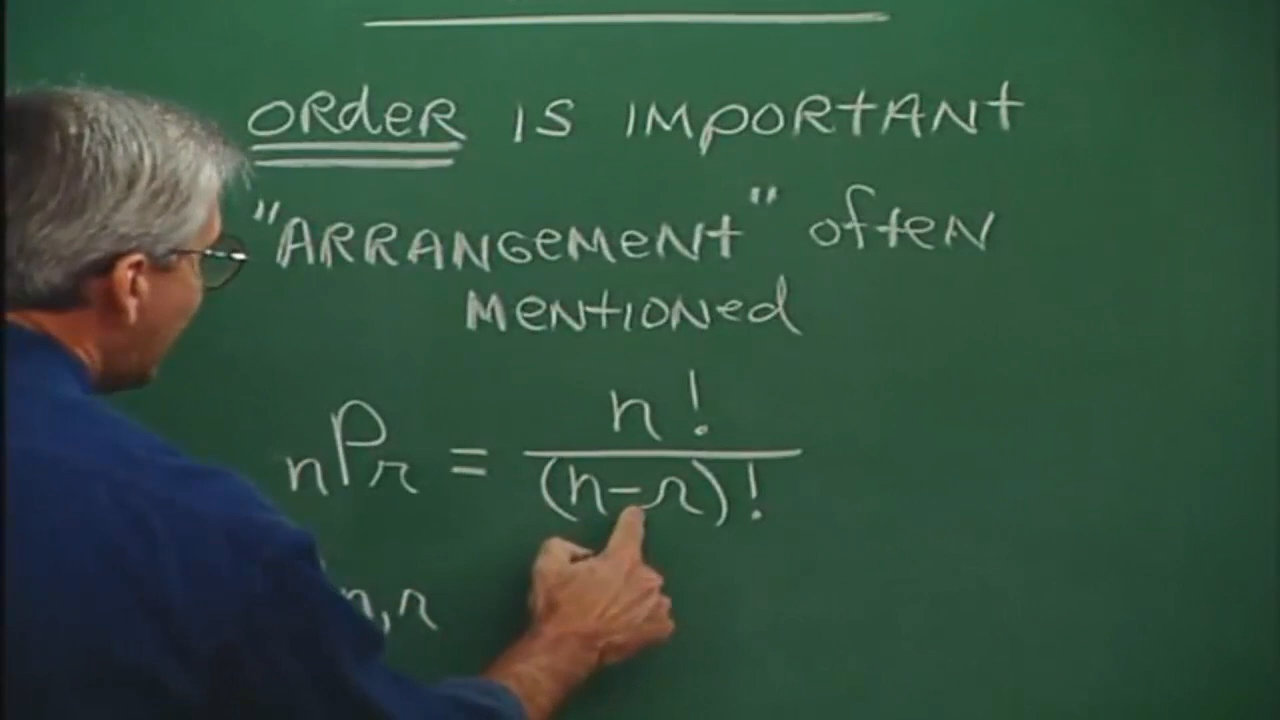 ORdeR IS IMPORtANt
"ARRANGeMeNt" often
MeNtIONed
nPr = n! / (n-r)!
n,r